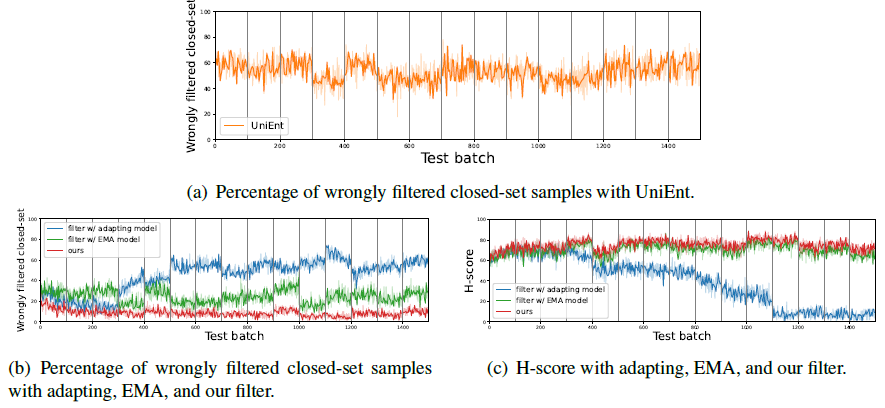 Wrongly filtered closed-set
100
80
60
40
20
0
UniEnt
0 200 400 600 800 1000 1200 1400
Test batch
(a) Percentage of wrongly filtered closed-set samples with UniEnt.
Wrongly filtered closed-set
100
80
60
40
20
0
filter w/ adapting model
filter w/ EMA model
ours
0 200 400 600 800 1000 1200 1400
Test batch
(b) Percentage of wrongly filtered closed-set samples
with adapting, EMA, and our filter.
H-score
100
80
60
40
20
0
filter w/ adapting model
filter w/ EMA model
ours
0 200 400 600 800 1000 1200 1400
Test batch
(c) H-score with adapting, EMA, and our filter.